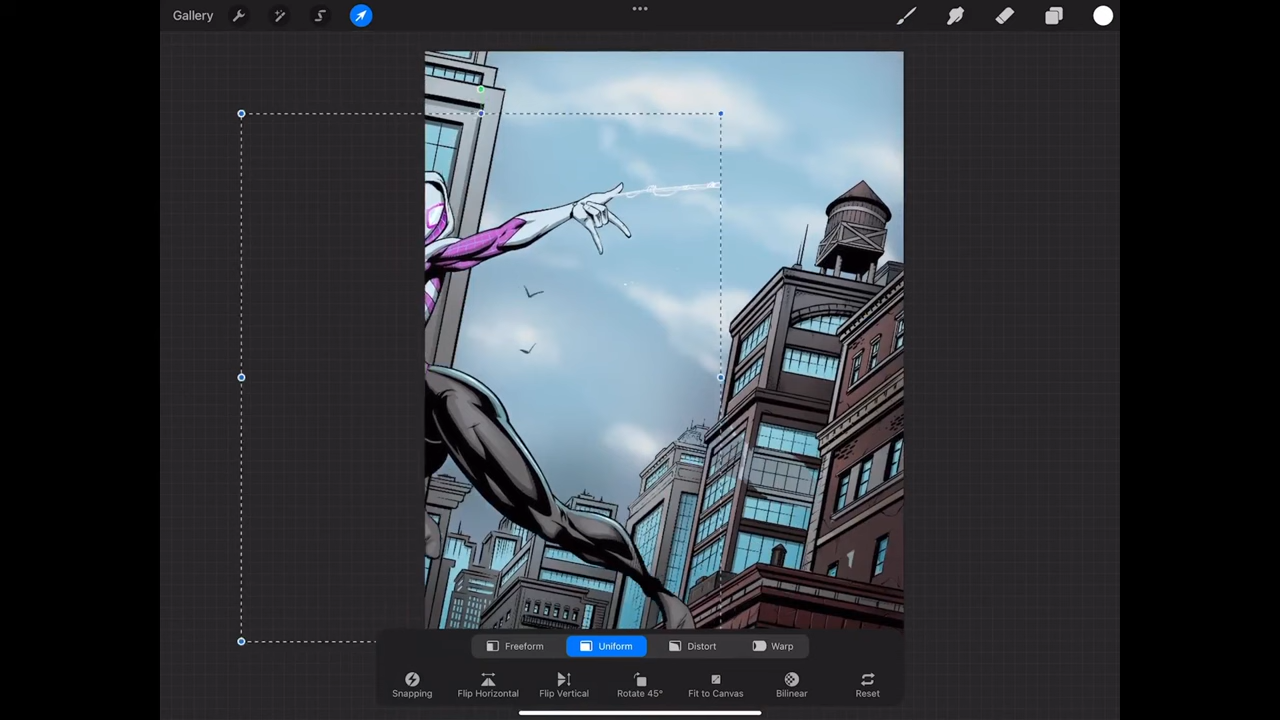 Gallery
Freeform Uniform Distort Warp
Snapping Flip Horizontal Flip Vertical Rotate 45° Fit to Canvas Bilinear Reset